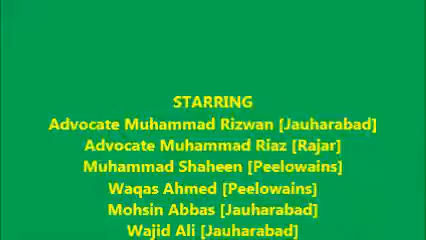 STARRING
Advocate Muhammad Rizwan [Jauharabad]
Advocate Muhammad Riaz [Rajar]
Muhammad Shaheen [Peelowains]
Waqas Ahmed [Peelowains]
Mohsin Abbas [Jauharabad]
Wajid Ali [Jauharabad]